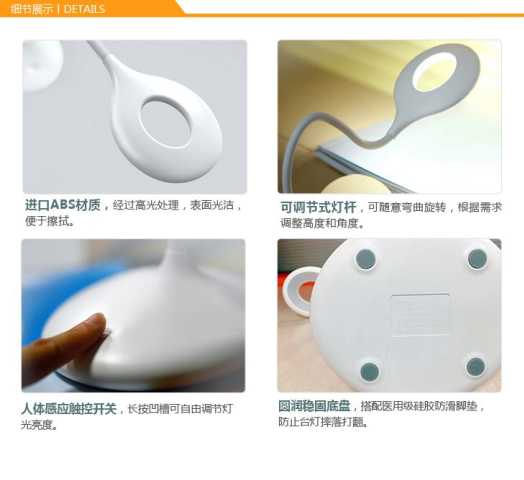 细节展示丨DETAILS
进口ABS材质，经过高光处理，表面光洁，
便于擦拭。
可调节式灯杆，可随意弯曲旋转，根据需求
调整高度和角度。
人体感应触控开关，长按凹槽可自由调节灯
光亮度。
圆润稳固底盘，搭配医用级硅胶防滑脚垫，
防止台灯摔落打翻。